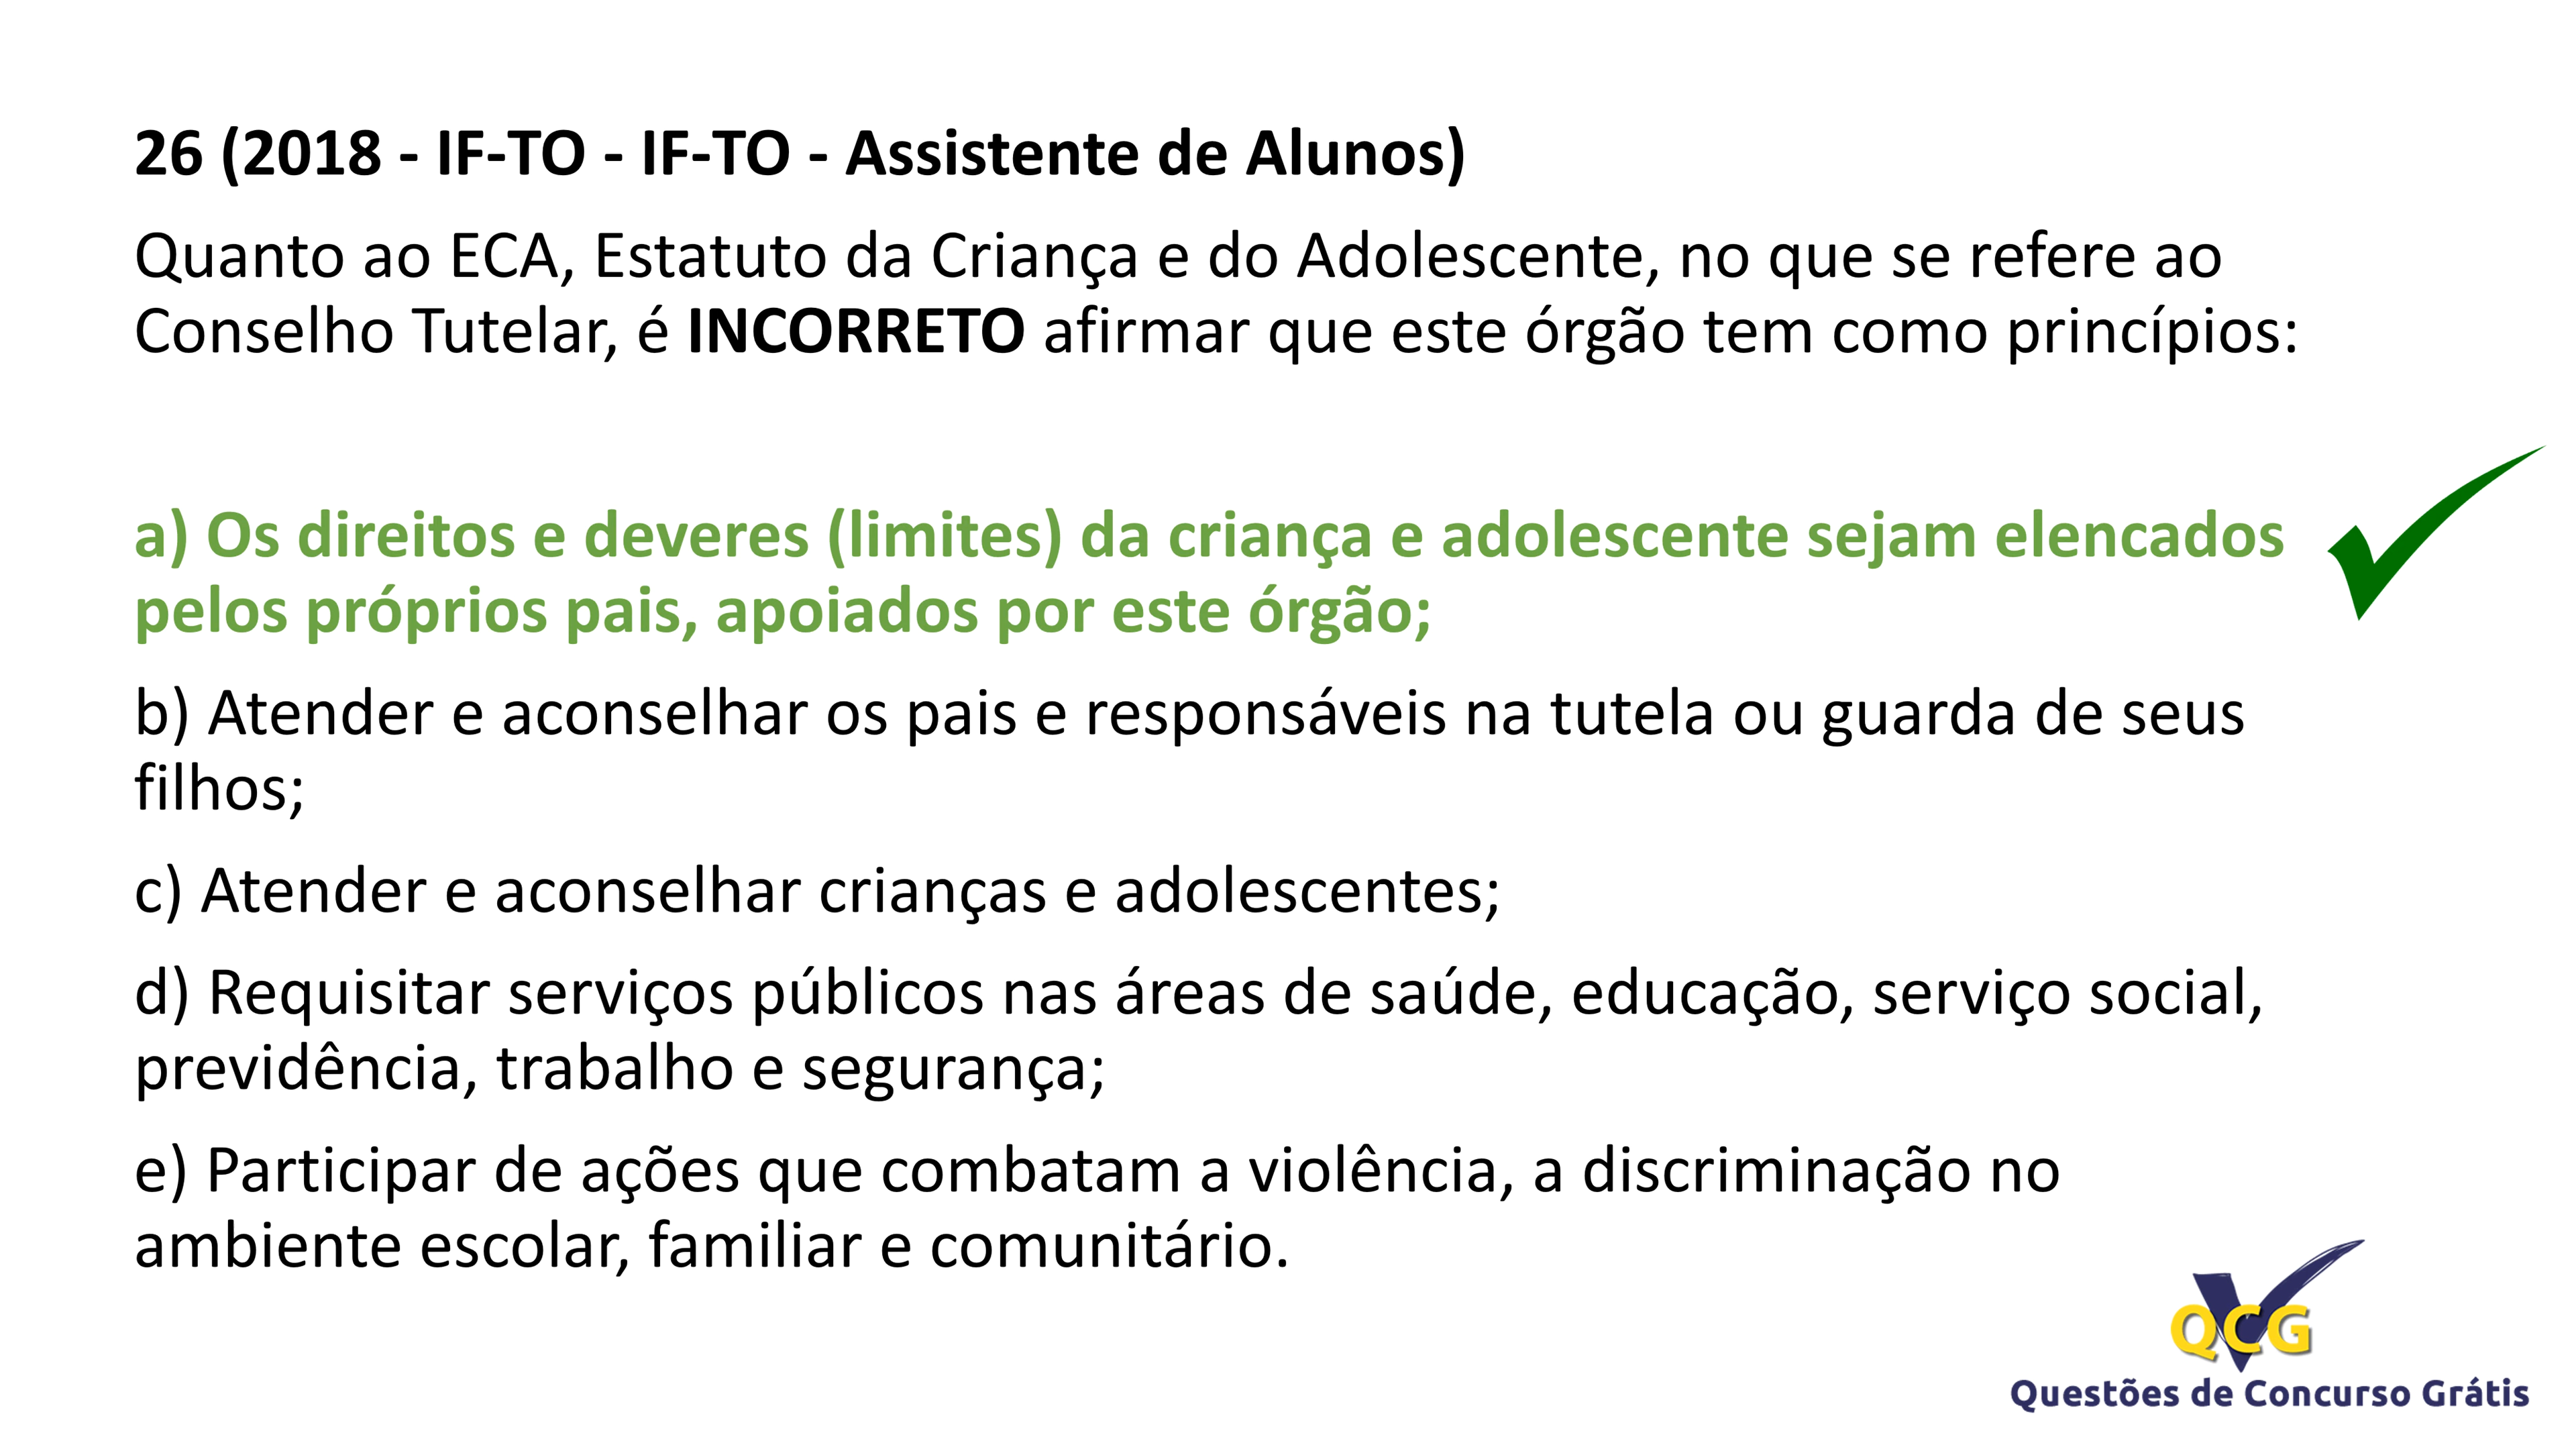 26 (2018 - IF-TO - IF-TO - Assistente de Alunos)
Quanto ao ECA, Estatuto da Criança e do Adolescente, no que se refere ao
Conselho Tutelar, é INCORRETO afirmar que este órgão tem como princípios:
a) Os direitos e deveres (limites) da criança e adolescente sejam elencados
pelos próprios pais, apoiados por este órgão;
b) Atender e aconselhar os pais e responsáveis na tutela ou guarda de seus
filhos;
c) Atender e aconselhar crianças e adolescentes;
d) Requisitar serviços públicos nas áreas de saúde, educação, serviço social,
previdência, trabalho e segurança;
e) Participar de ações que combatam a violência, a discriminação no
ambiente escolar, familiar e comunitário.
QCG
Questões de Concurso Grátis